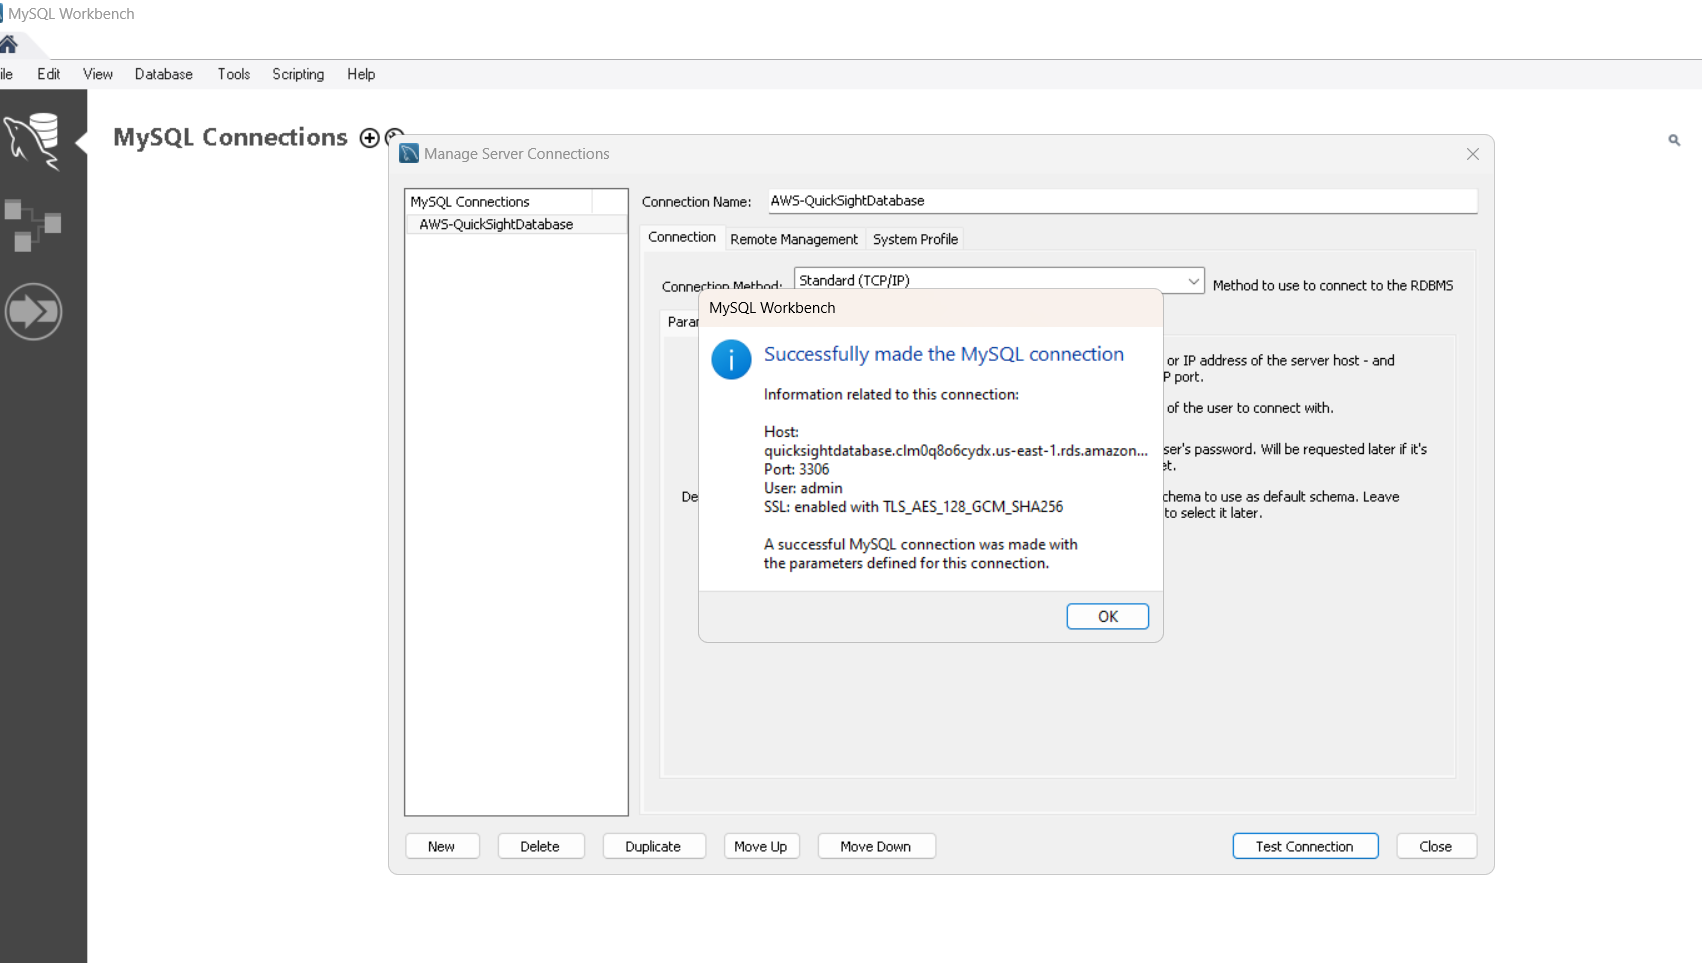 MySQL Workbench
ile Edit View Database Tools Scripting Help
MySQL Connections
Manage Server Connections
MySQL Connections
AWS-QuickSightDatabase
Connection Name: AWS-QuickSightDatabase
Connection Remote Management System Profile
Connection Method: Standard (TCP/IP) Method to use to connect to the RDBMS
Para
or IP address of the server host - and
P port.
of the user to connect with.
ser's password. Will be requested later if it's
et.
De
chema to use as default schema. Leave
to select it later.
MySQL Workbench
Successfully made the MySQL connection
Information related to this connection:
Host:
quicksightdatabase.clm0q8o6cydx.us-east-1.rds.amazon...
Port: 3306
User: admin
SSL: enabled with TLS_AES_128_GCM_SHA256
A successful MySQL connection was made with
the parameters defined for this connection.
OK
New Delete Duplicate Move Up Move Down Test Connection Close